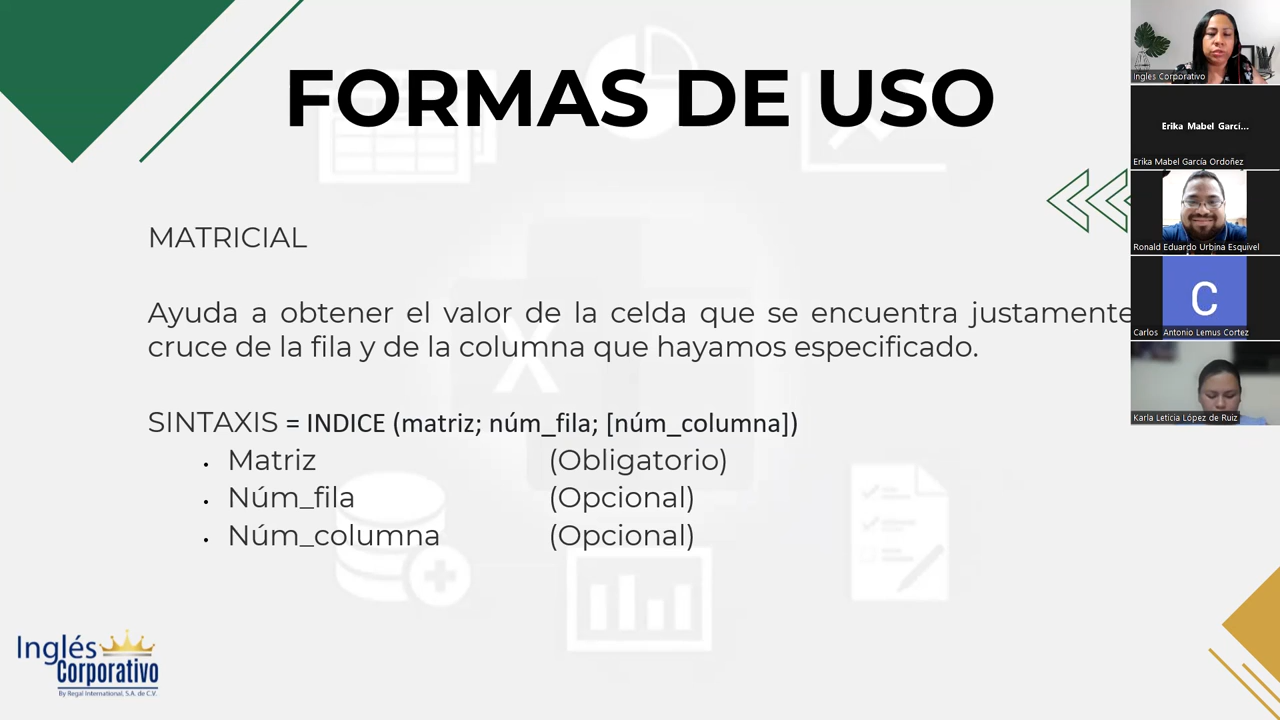 FORMAS DE USO
MATRICIAL
Ayuda a obtener el valor de la celda que se encuentra justamente
cruce de la fila y de la columna que hayamos especificado.
SINTAXIS = INDICE (matriz; núm_fila; [núm_columna])
• Matriz (Obligatorio)
• Núm_fila (Opcional)
• Núm_columna (Opcional)
Inglés
Corporativo
By Regal International, S.A. de C.V.
Ingles Corporativo
Erika Mabel Garcí...
Erika Mabel García Ordoñez
Ronald Eduardo Urbina Esquivel
C
Carlos Antonio Lemus Cortez
Karla Leticia López de Ruiz